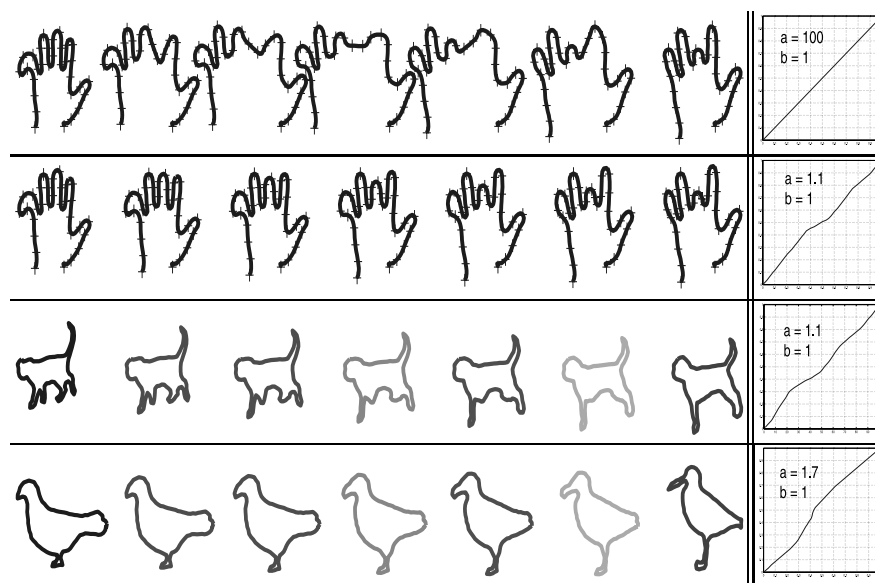 a = 100
b = 1
a = 1.1
b = 1
a = 1.1
b = 1
a = 1.7
b = 1